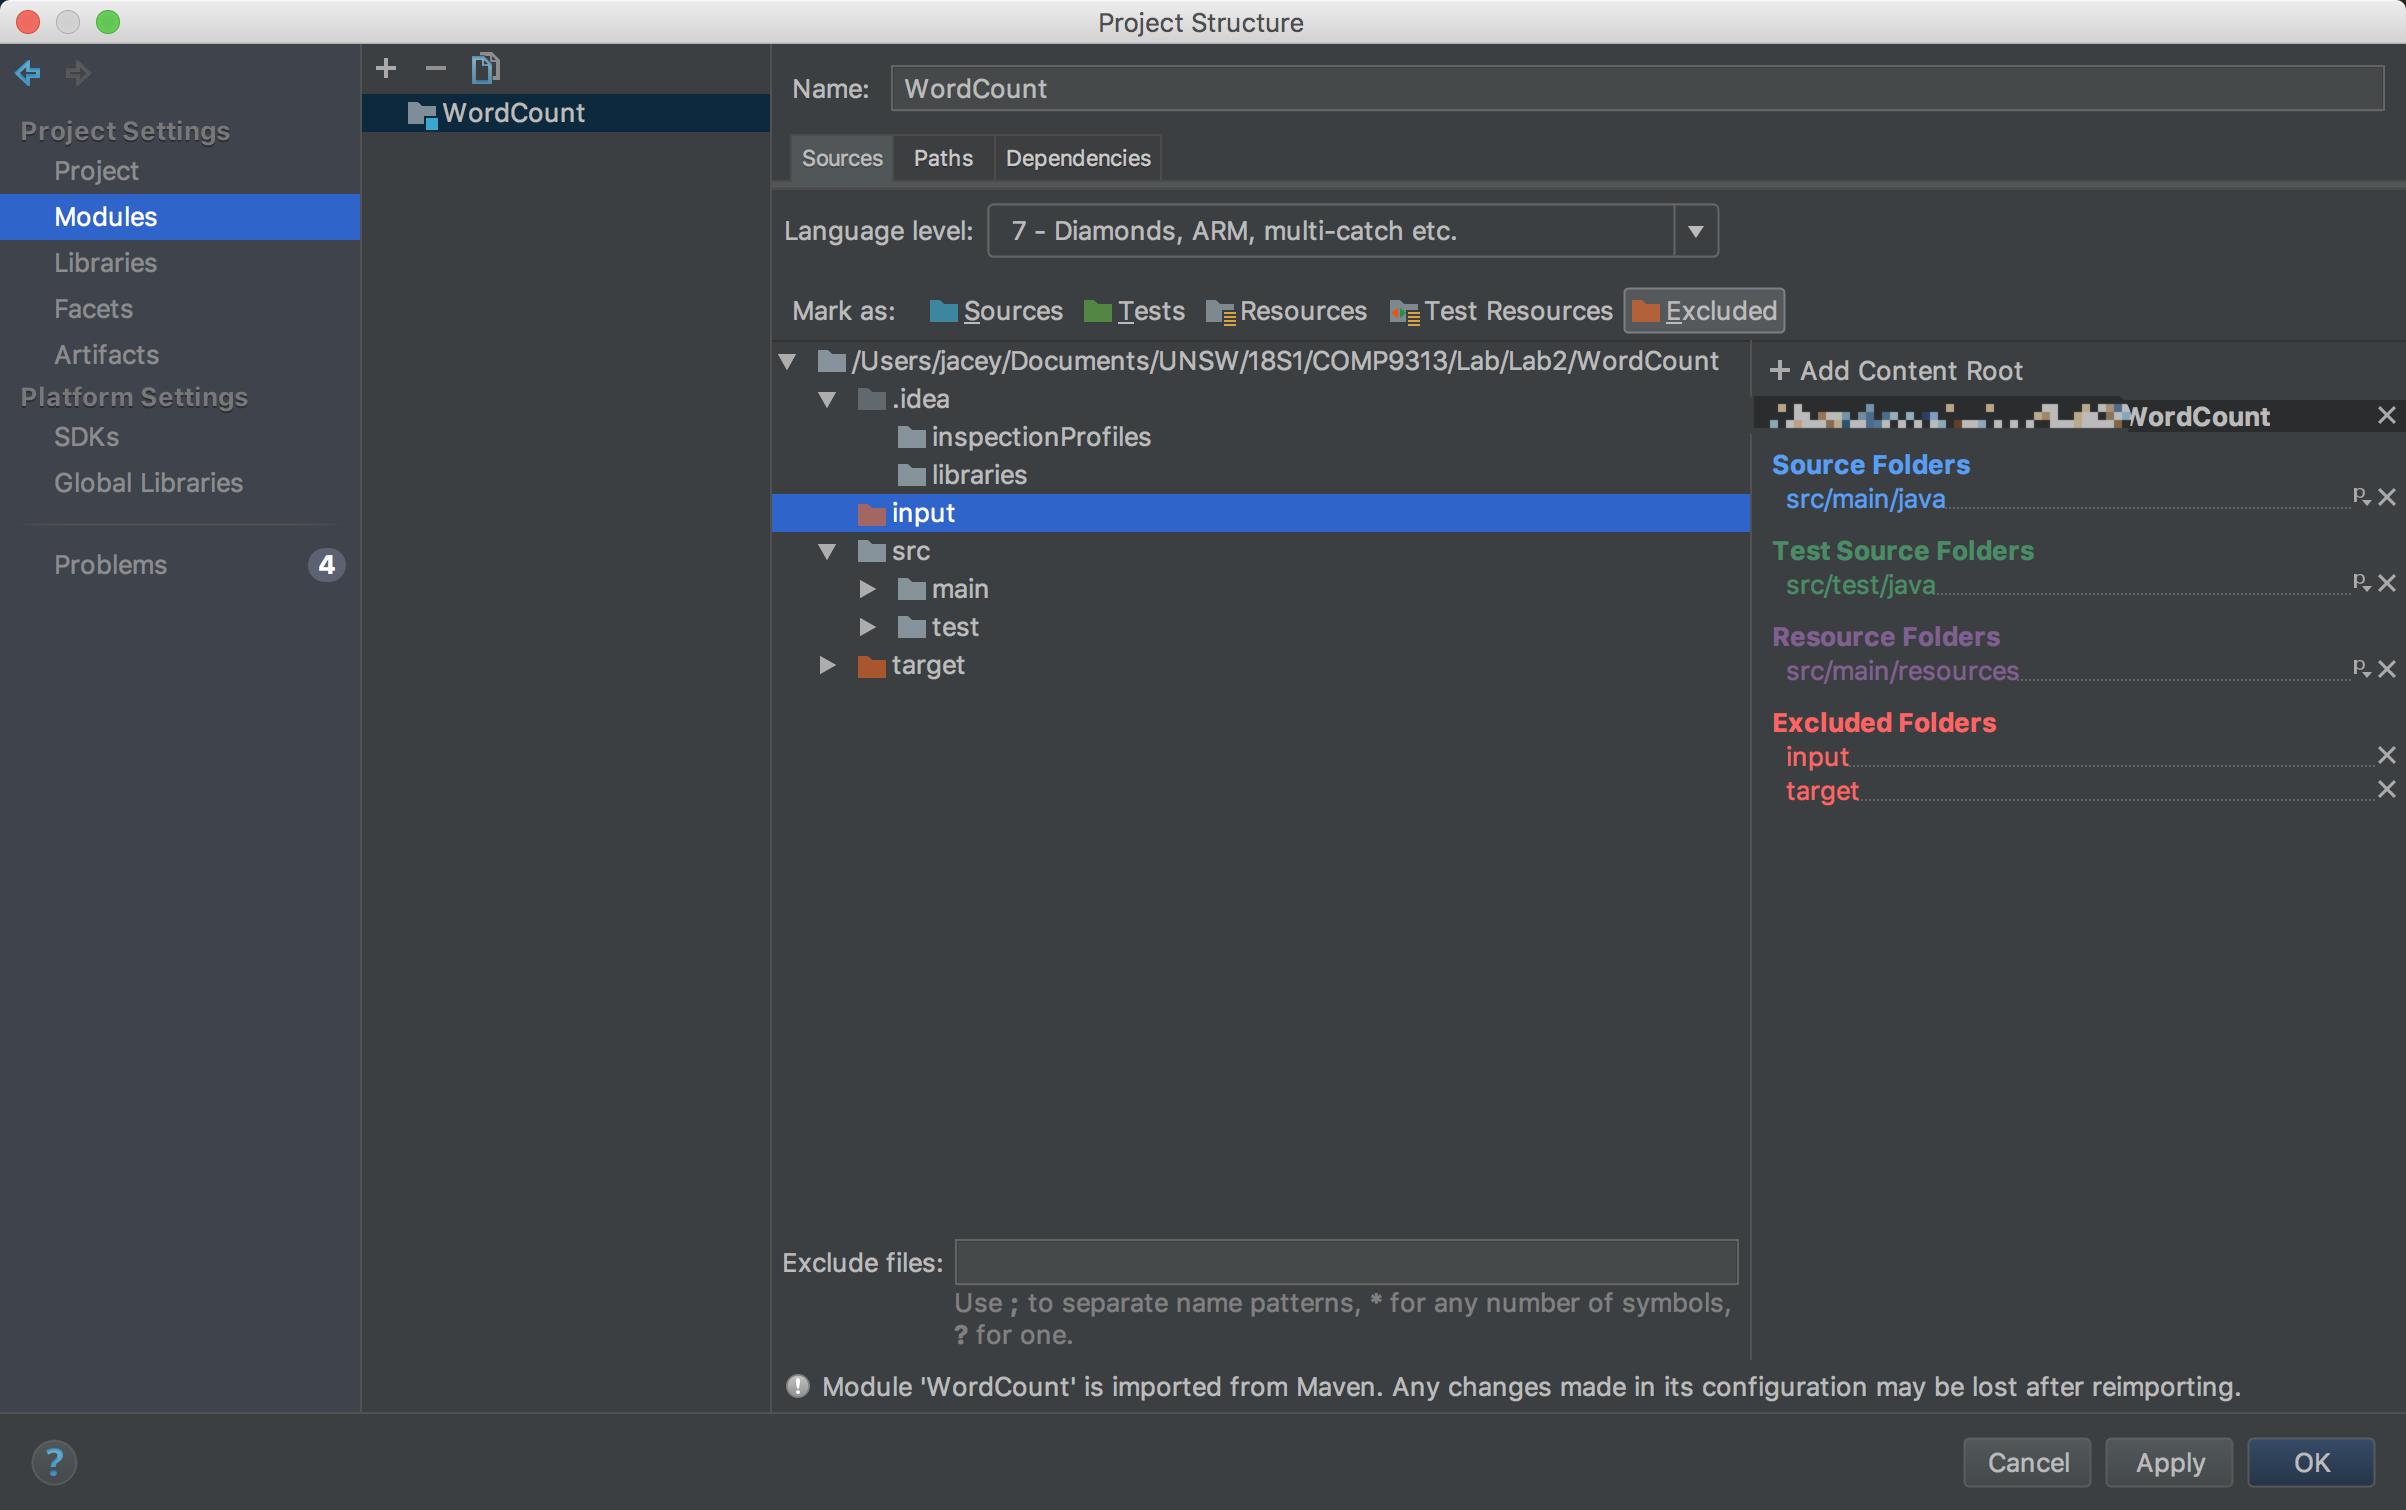 Project Structure
Project Settings
Project
Modules
Libraries
Facets
Artifacts
Platform Settings
SDKs
Global Libraries
Problems
4
WordCount
Name:
WordCount
Sources
Paths
Dependencies
Language level:
7 - Diamonds, ARM, multi-catch etc.
Mark as:
Sources
Tests
Resources
Test Resources
Excluded
/Users/jacey/Documents/UNSW/18S1/COMP9313/Lab/Lab2/WordCount
.idea
inspectionProfiles
libraries
input
src
main
test
target
Add Content Root
WordCount
Source Folders
src/main/java
Test Source Folders
src/test/java
Resource Folders
src/main/resources
Excluded Folders
input
target
Exclude files:
Use ; to separate name patterns, * for any number of symbols,
? for one.
Module 'WordCount' is imported from Maven. Any changes made in its configuration may be lost after reimporting.
?
Cancel
Apply
OK